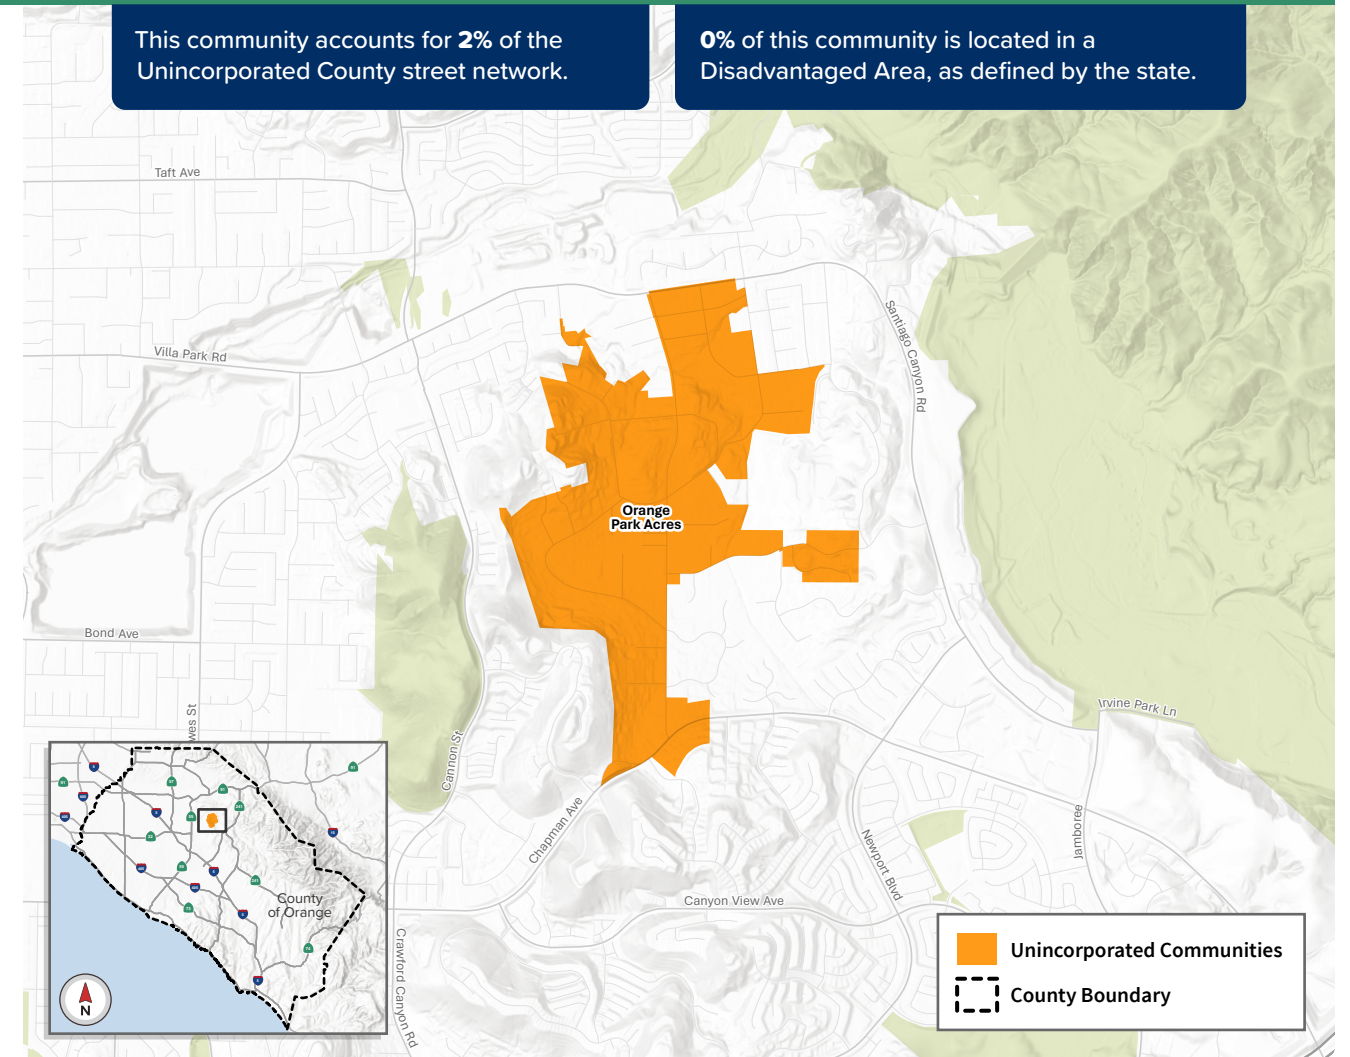 This community accounts for 2% of the
Unincorporated County street network.
0% of this community is located in a
Disadvantaged Area, as defined by the state.
Taft Ave
Villa Park Rd
Santiago Canyon Rd
Orange
Park Acres
Bond Ave
wes St
Cannon St
Irvine Park Ln
Chapman Ave
Newport Blvd
Jamboree
Canyon View Ave
Crawford Canyon Rd
County
of Orange
N
Unincorporated Communities
County Boundary